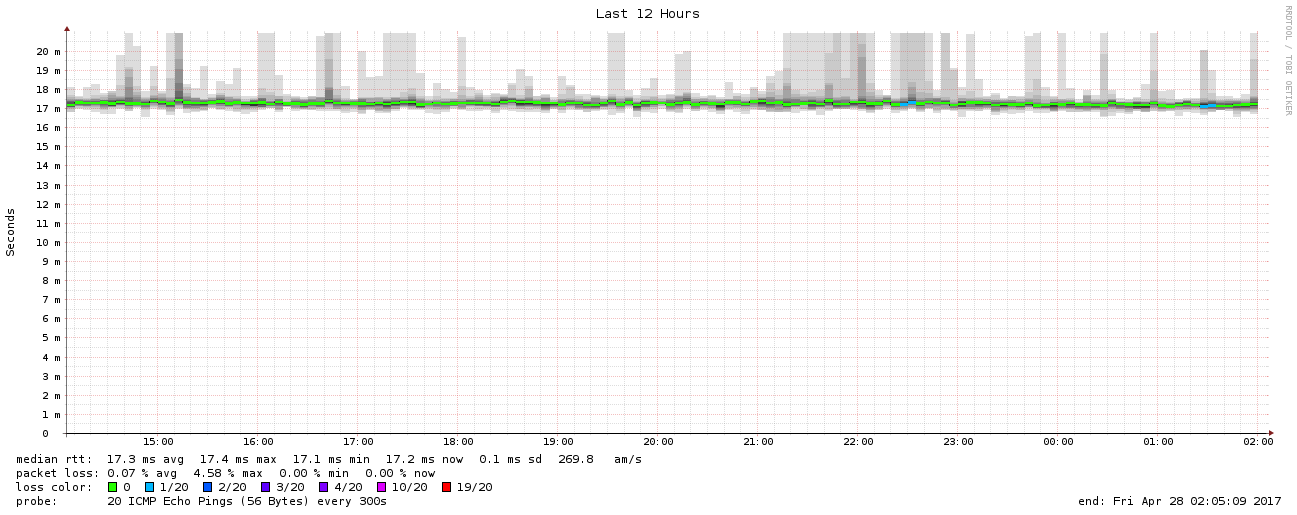 Last 12 Hours
RRDTOOL / TOBI OETIKER
Seconds
20 m
19 m
18 m
17 m
16 m
15 m
14 m
13 m
12 m
11 m
10 m
9 m
8 m
7 m
6 m
5 m
4 m
3 m
2 m
1 m
0
15:00 16:00 17:00 18:00 19:00 20:00 21:00 22:00 23:00 00:00 01:00 02:00
median rtt: 17.3 ms avg 17.4 ms max 17.1 ms min 17.2 ms now 0.1 ms sd 269.8 am/s
packet loss: 0.07 % avg 4.58 % max 0.00 % min 0.00 % now
loss color: 0 1/20 2/20 3/20 4/20 10/20 19/20
probe: 20 ICMP Echo Pings (56 Bytes) every 300s end: Fri Apr 28 02:05:09 2017